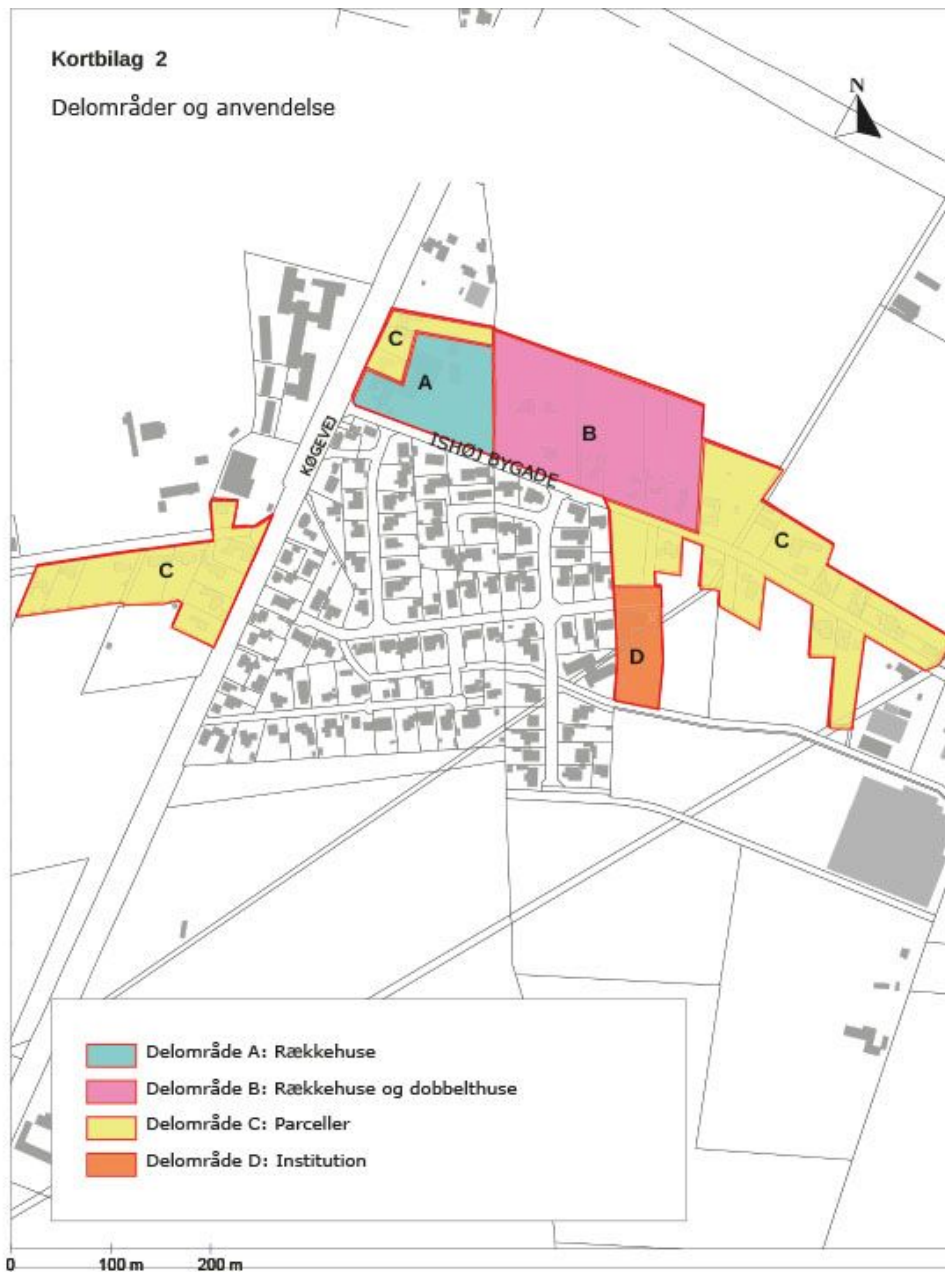 Kortbilag 2
Delområder og anvendelse
N
C
A
B
KØGEVEJ
ISHØJ BYGADE
C
C
D
Delområde A: Rækkehuse
Delområde B: Rækkehuse og dobbelthuse
Delområde C: Parceller
Delområde D: Institution
0 100 m 200 m